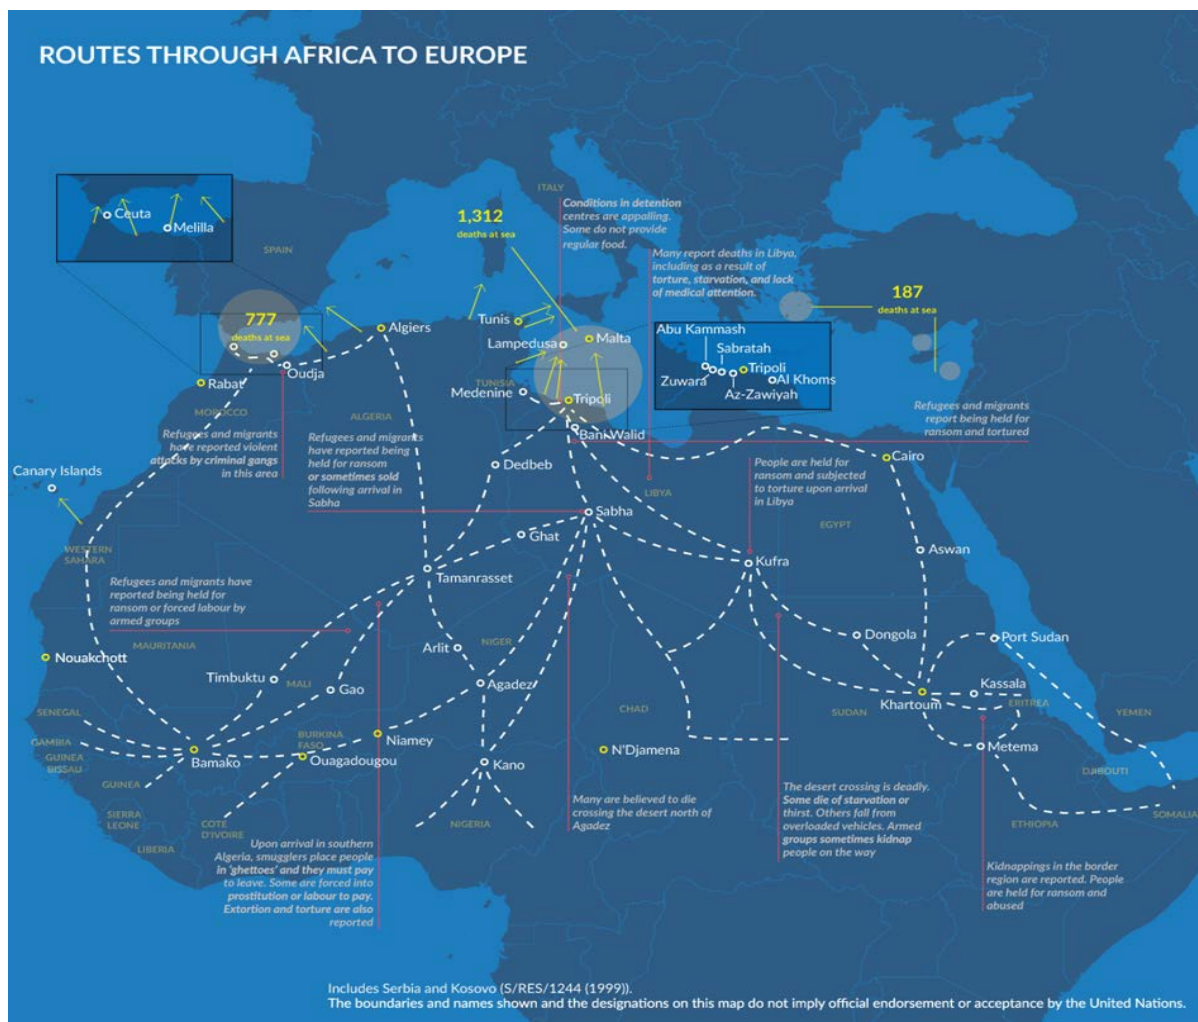 ROUTES THROUGH AFRICA TO EUROPE
Ceuta
Melilla
SPAIN
ITALY
1,312
deaths at sea
Conditions in detention
centres are appalling.
Some do not provide
regular food.
Many report deaths in Libya,
including as a result of
torture, starvation, and lack
of medical attention.
187
deaths at sea
777
deaths at sea
Algiers
Tunis
Lampedusa
Malta
Abu Kammash
Sabratah
Tripoli
Zuwara
Al Khoms
Az-Zawiyah
Oudja
Rabat
TUNISIA
Medenine
Tripoli
MOROCCO
ALGERIA
Bani Walid
Refugees and migrants
have reported violent
attacks by criminal gangs
in this area
Refugees and migrants
have reported being
held for ransom
or sometimes sold
following arrival in
Sabha
Refugees and migrants
report being held for
ransom and tortured
Canary Islands
Dedbeb
Cairo
People are held for
ransom and subjected
to torture upon arrival
in Libya
LIBYA
EGYPT
Sabha
Ghat
WESTERN
SAHARA
Tamanrasset
Kufra
Aswan
Refugees and migrants have
reported being held for
ransom or forced labour by
armed groups
MAURITANIA
Nouakchott
Arlit
NIGER
Dongola
Port Sudan
Timbuktu
MALI
Gao
Agadez
Kassala
Khartoum
ERITREA
SENEGAL
CHAD
SUDAN
YEMEN
GAMBIA
GUINEA
BISSAU
Bamako
BURKINA
FASO
Niamey
Ouagadougou
N'Djamena
Metema
Kano
DJIBOUTI
GUINEA
SIERRA
LEONE
COTE
D'IVOIRE
LIBERIA
NIGERIA
ETHIOPIA
SOMALIA
Many are believed to die
crossing the desert north of
Agadez
The desert crossing is deadly.
Some die of starvation or
thirst. Others fall from
overloaded vehicles. Armed
groups sometimes kidnap
people on the way
Upon arrival in southern
Algeria, smugglers place people
in 'ghettoes' and they must pay
to leave. Some are forced into
prostitution or labour to pay.
Extortion and torture are also
reported
Kidnappings in the border
region are reported. People
are held for ransom and
abused
Includes Serbia and Kosovo (S/RES/1244 (1999)).
The boundaries and names shown and the designations on this map do not imply official endorsement or acceptance by the United Nations.